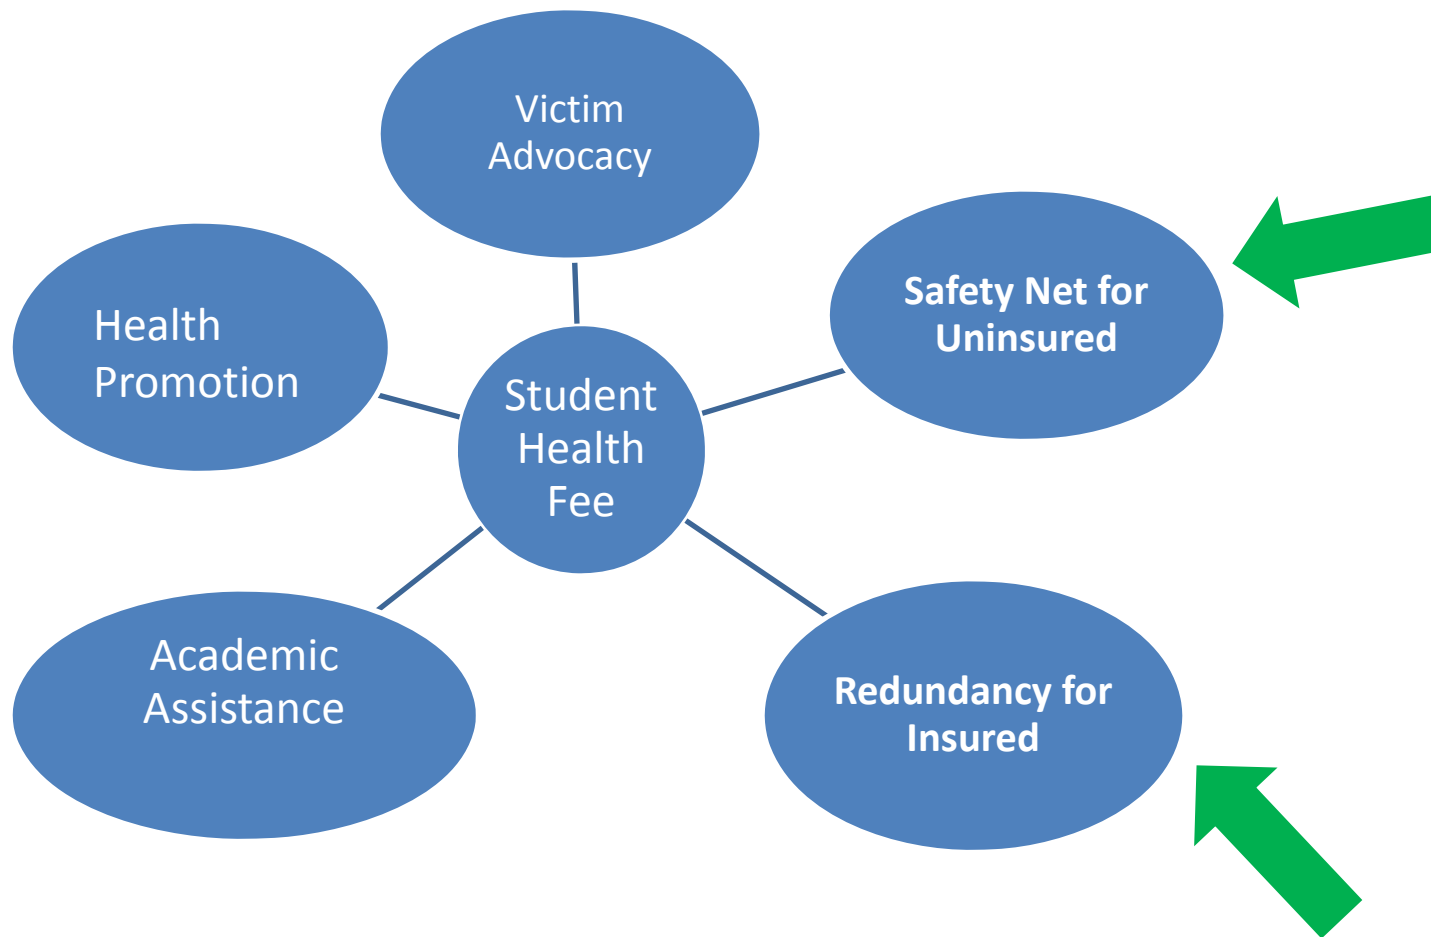 Victim
Advocacy
Safety Net for
Uninsured
Health
Promotion
Student
Health
Fee
Academic
Assistance
Redundancy for
Insured